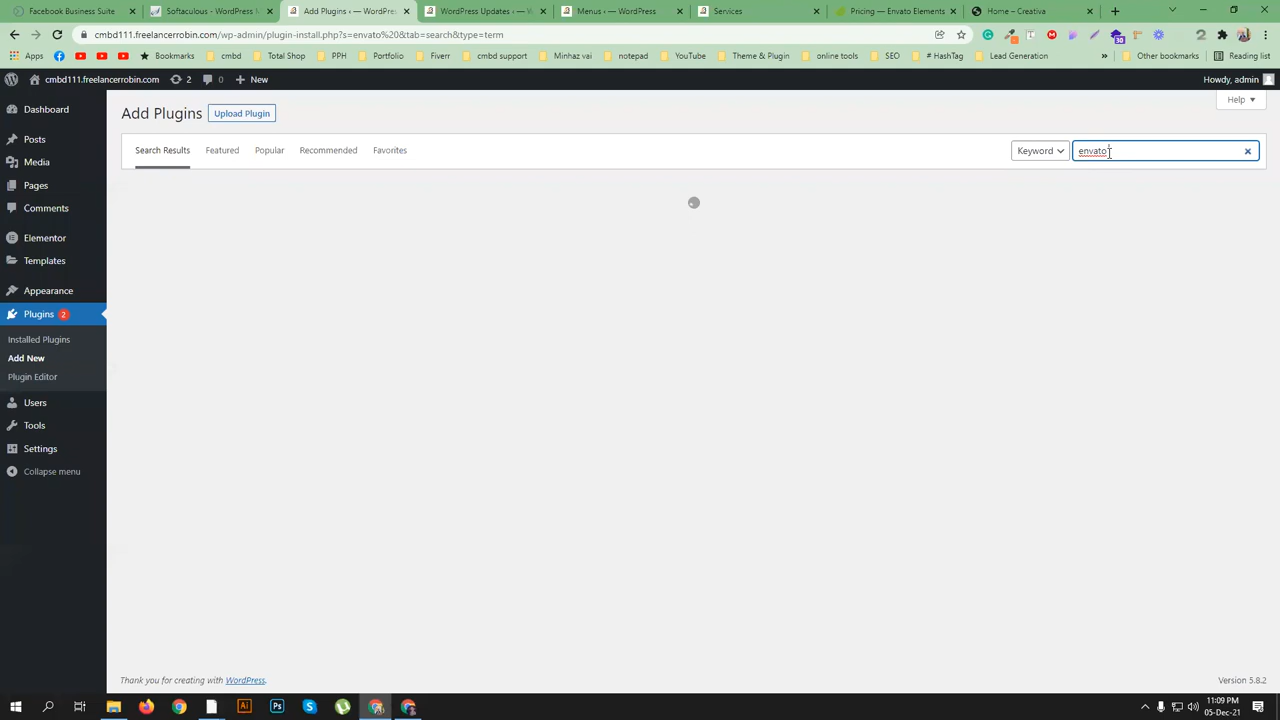 Facebook Business Suite
Softaculous - WordPress
Add Plugins ‹ — WordPress
WordPress Updates ‹ — W
Menus ‹ — WordPress
Services
Pricing — Envato Elements
Home – Creativa
cmbd111.freelancerrobin.com/wp-admin/plugin-install.php?s=envato%20&tab=search&type=term
Apps Bookmarks cmbd Total Shop PPH Portfolio Fiverr cmbd support Minhaz vai notepad YouTube Theme & Plugin online tools SEO # HashTag Lead Generation » Other bookmarks Reading list
cmbd111.freelancerrobin.com 2 0 + New Howdy, admin
Dashboard
Posts
Media
Pages
Comments
Elementor
Templates
Appearance
Plugins 2
Installed Plugins
Add New
Plugin Editor
Users
Tools
Settings
Collapse menu
Help
Add Plugins Upload Plugin
Search Results Featured Popular Recommended Favorites Keyword envato
Thank you for creating with WordPress. Version 5.8.2
11:09 PM
05-Dec-21